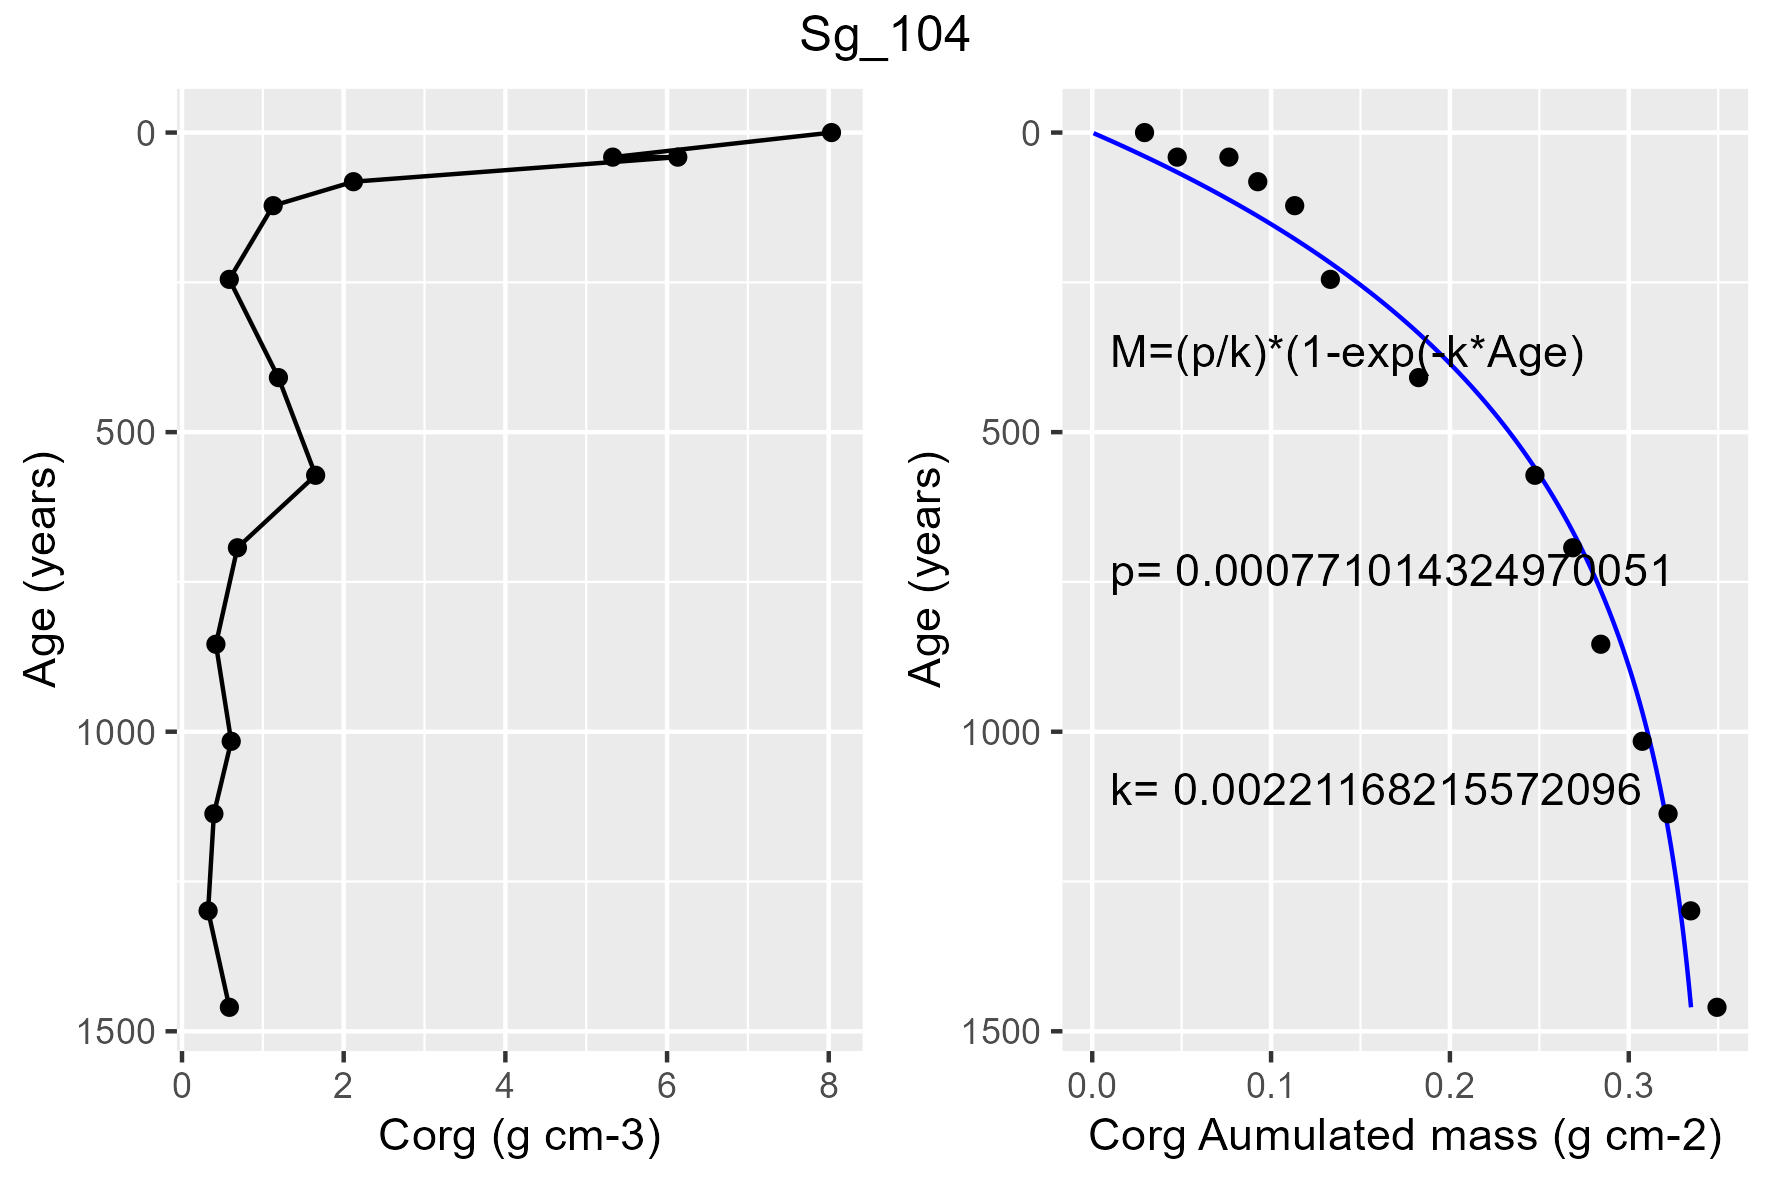 Sg_104
0
500
1000
1500
Age (years)
0
2
4
6
8
Corg (g cm-3)
0
500
1000
1500
Age (years)
M=(p/k)*(1-exp(-k*Age)
p= 0.000771014324970051
k= 0.00221168215572096
0.0
0.1
0.2
0.3
Corg Aumulated mass (g cm-2)